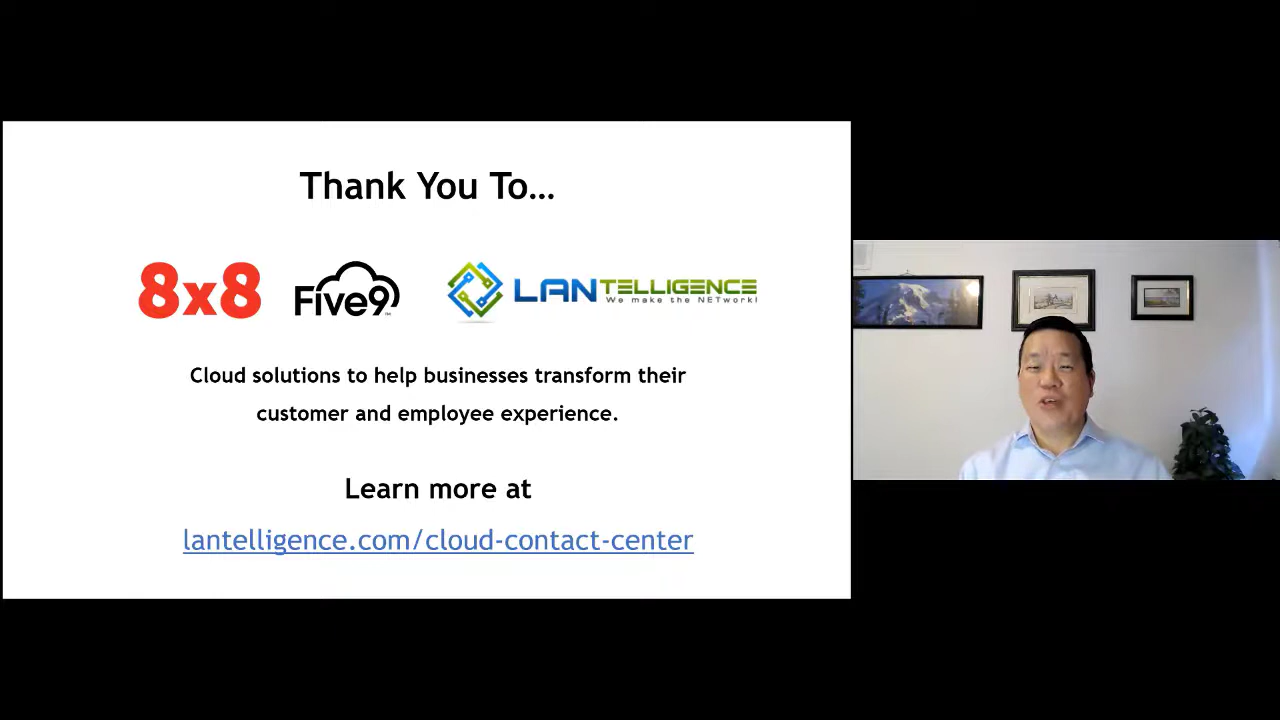 Thank You To…
8x8 Five9™ LANTELLIGENCE
We make the NETwork!
Cloud solutions to help businesses transform their
customer and employee experience.
Learn more at
lantelligence.com/cloud-contact-center